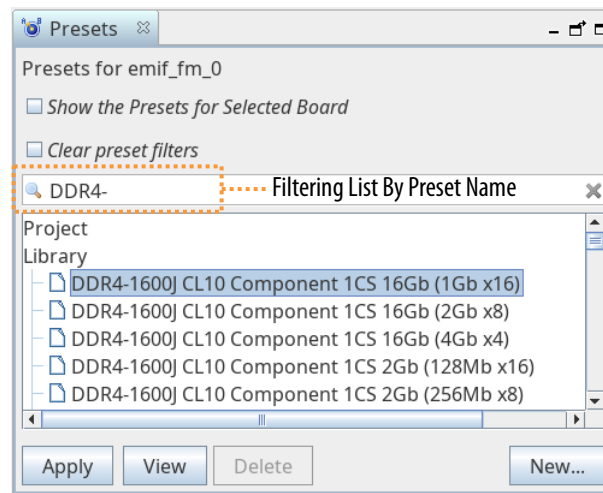 Presets
Presets for emif_fm_0
Show the Presets for Selected Board
Clear preset filters
DDR4-
Filtering List By Preset Name
Project
Library
DDR4-1600J CL10 Component 1CS 16Gb (1Gb x16)
DDR4-1600J CL10 Component 1CS 16Gb (2Gb x8)
DDR4-1600J CL10 Component 1CS 16Gb (4Gb x4)
DDR4-1600J CL10 Component 1CS 2Gb (128Mb x16)
DDR4-1600J CL10 Component 1CS 2Gb (256Mb x8)
Apply View Delete New...